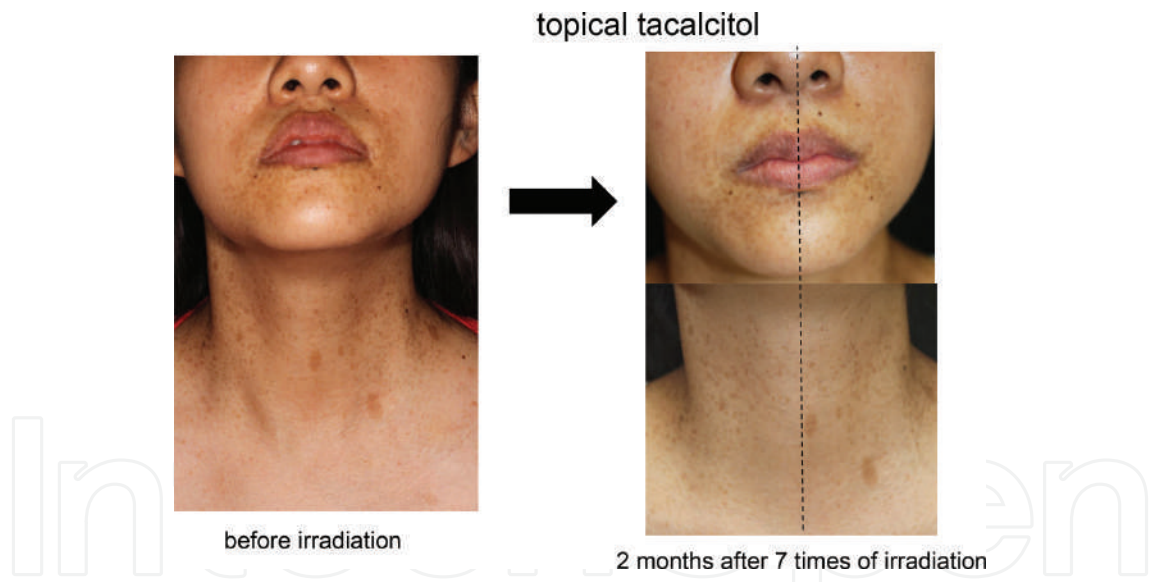 topical tacalcitol
before irradiation
2 months after 7 times of irradiation
IntechOpen